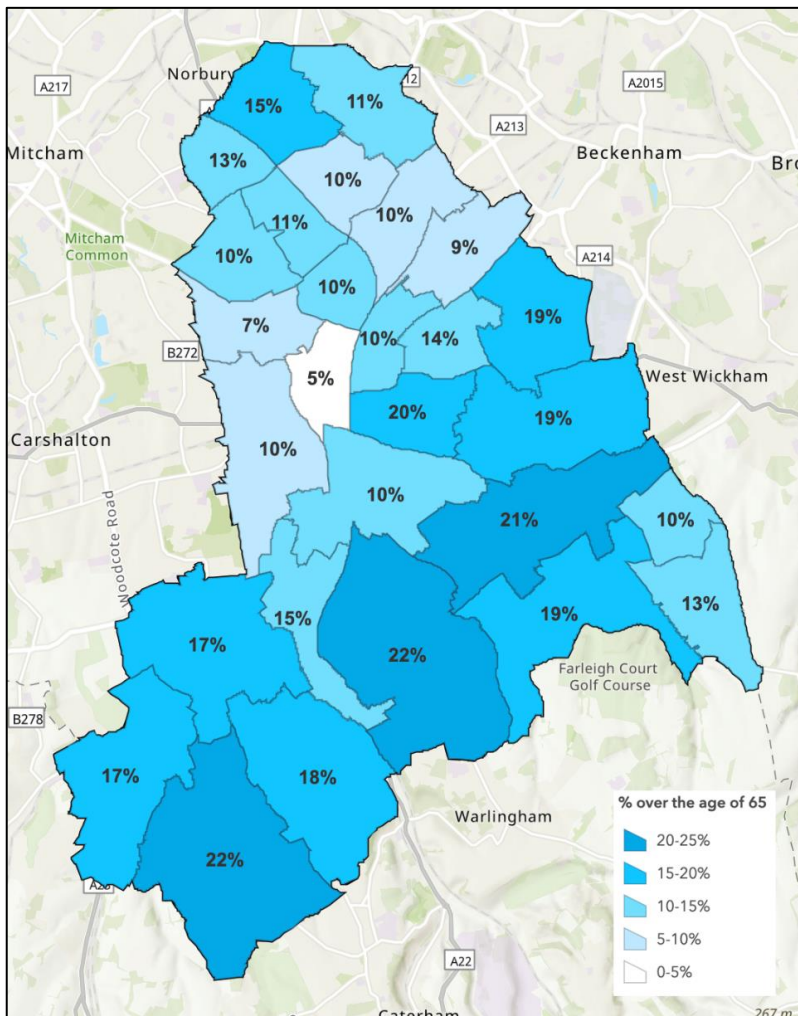 A217
Norbury
12
A2015
15%
11%
A213
Mitcham
13%
Beckenham
Bro
10%
10%
11%
Mitcham
Common
10%
9%
A214
10%
7%
19%
B272
10%
14%
5%
West Wickham
20%
19%
Carshalton
10%
10%
21%
10%
Woodcote Road
15%
13%
17%
19%
22%
Farleigh Court
Golf Course
B278
17%
18%
% over the age of 65
Warlingham
20-25%
22%
15-20%
10-15%
5-10%
A22
0-5%
Caterham
267 m